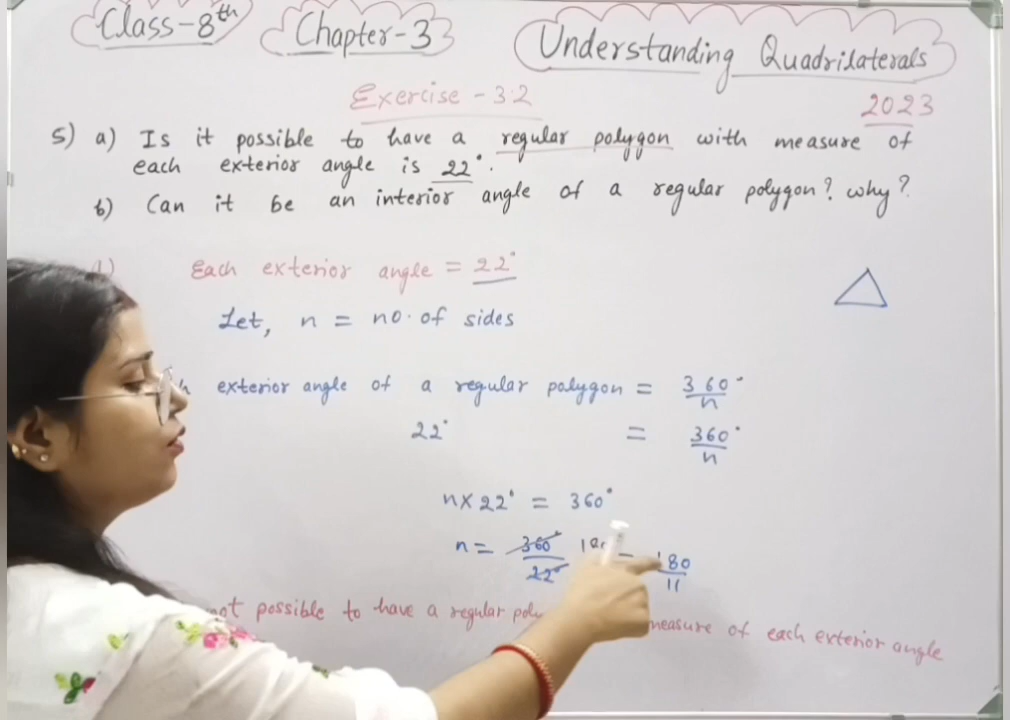 Class-8th Chapter-3 Understanding Quadrilaterals
Exercise - 3.2 2023
5) a) Is it possible to have a regular polygon with measure of
each exterior angle is 22°.
b) Can it be an interior angle of a regular polygon? why?
Each exterior angle = 22°
Let, n = no. of sides
exterior angle of a regular polygon = 360°/n
22° = 360°/n
n x 22° = 360°
n = 360°/22° = 180/11
not possible to have a regular measure of each exterior angle